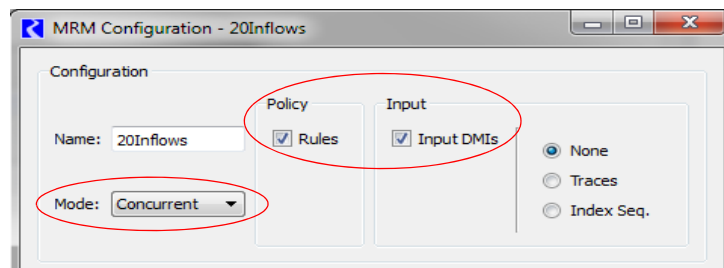 MRM Configuration - 20Inflows
Configuration
Policy
Input
Name: 20Inflows
Rules
Input DMIs
None
Traces
Mode: Concurrent
Index Seq.